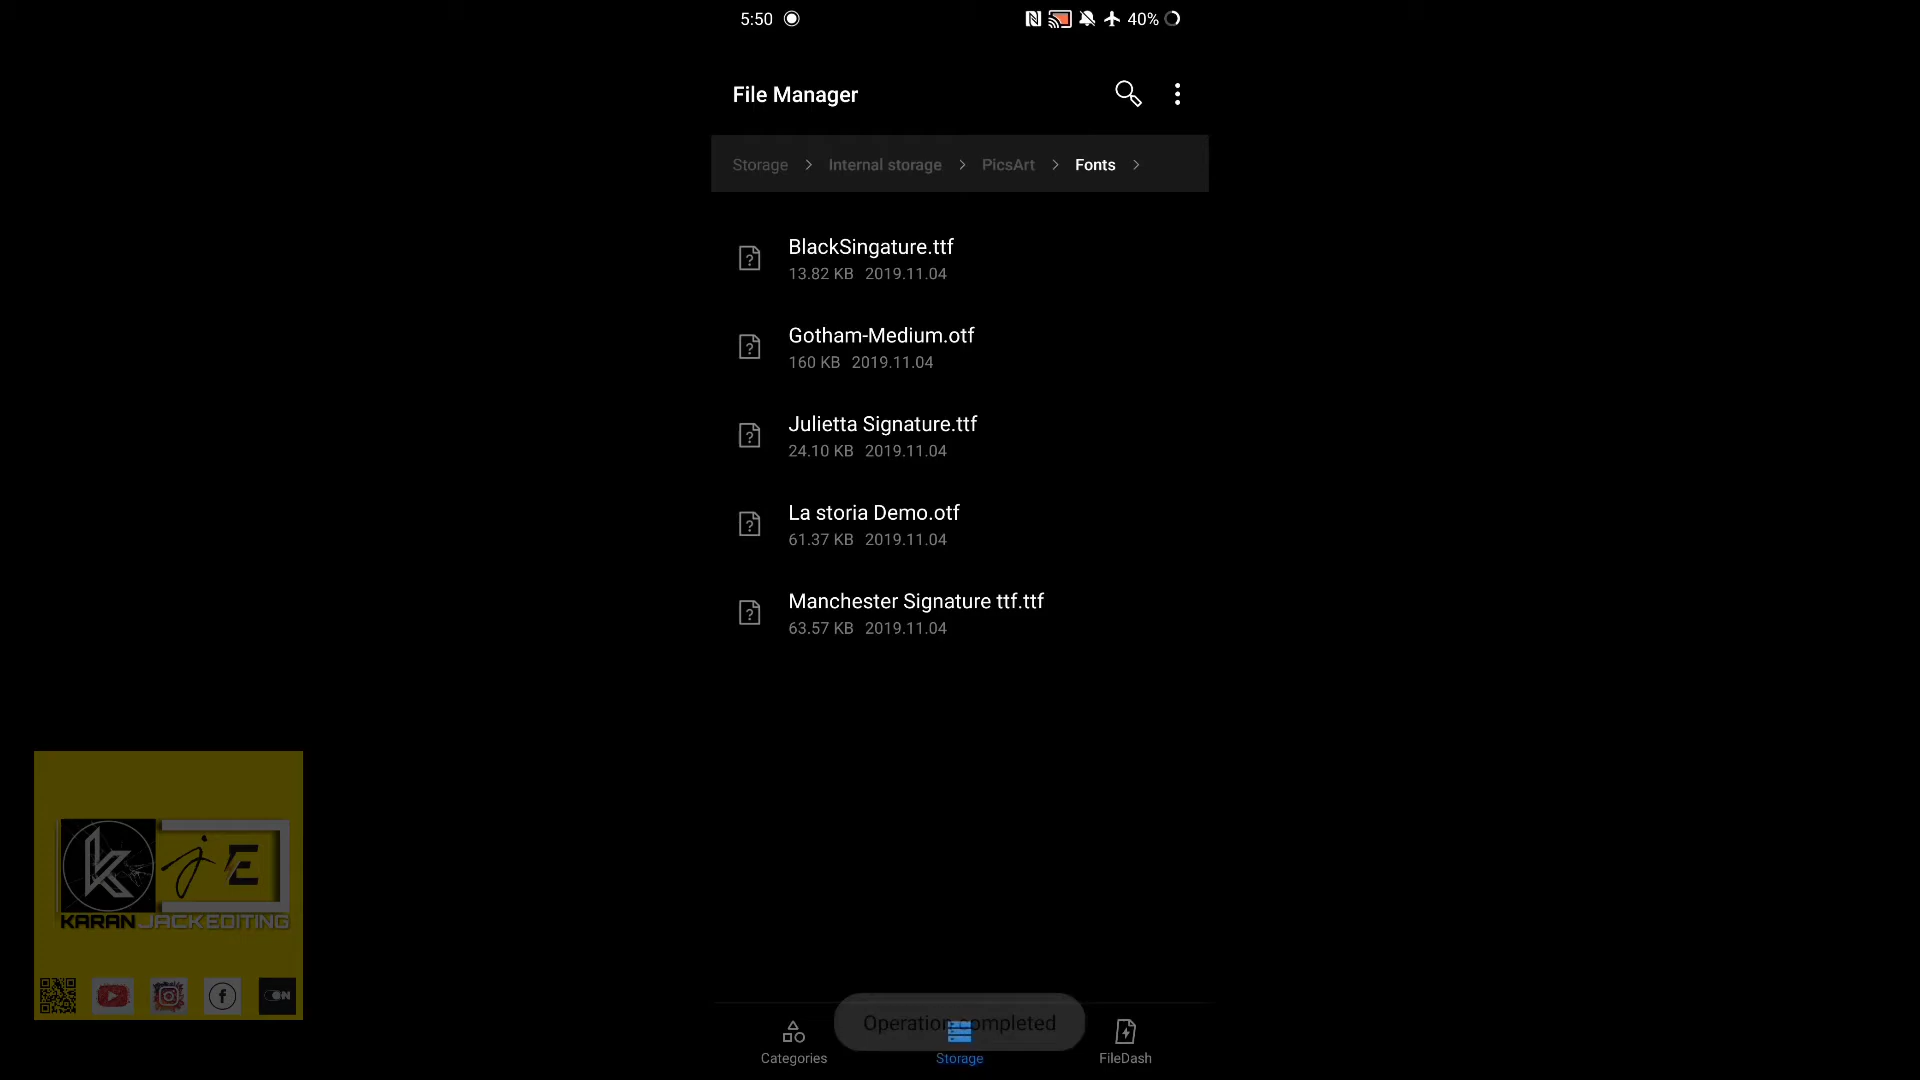 5:50
40%
File Manager
Storage > Internal storage > PicsArt > Fonts >
BlackSingature.ttf
13.82 KB 2019.11.04
Gotham-Medium.otf
160 KB 2019.11.04
Julietta Signature.ttf
24.10 KB 2019.11.04
La storia Demo.otf
61.37 KB 2019.11.04
Manchester Signature ttf.ttf
63.57 KB 2019.11.04
K j E
KARAN JACK EDITING
ON
Operation completed
Categories
Storage
FileDash